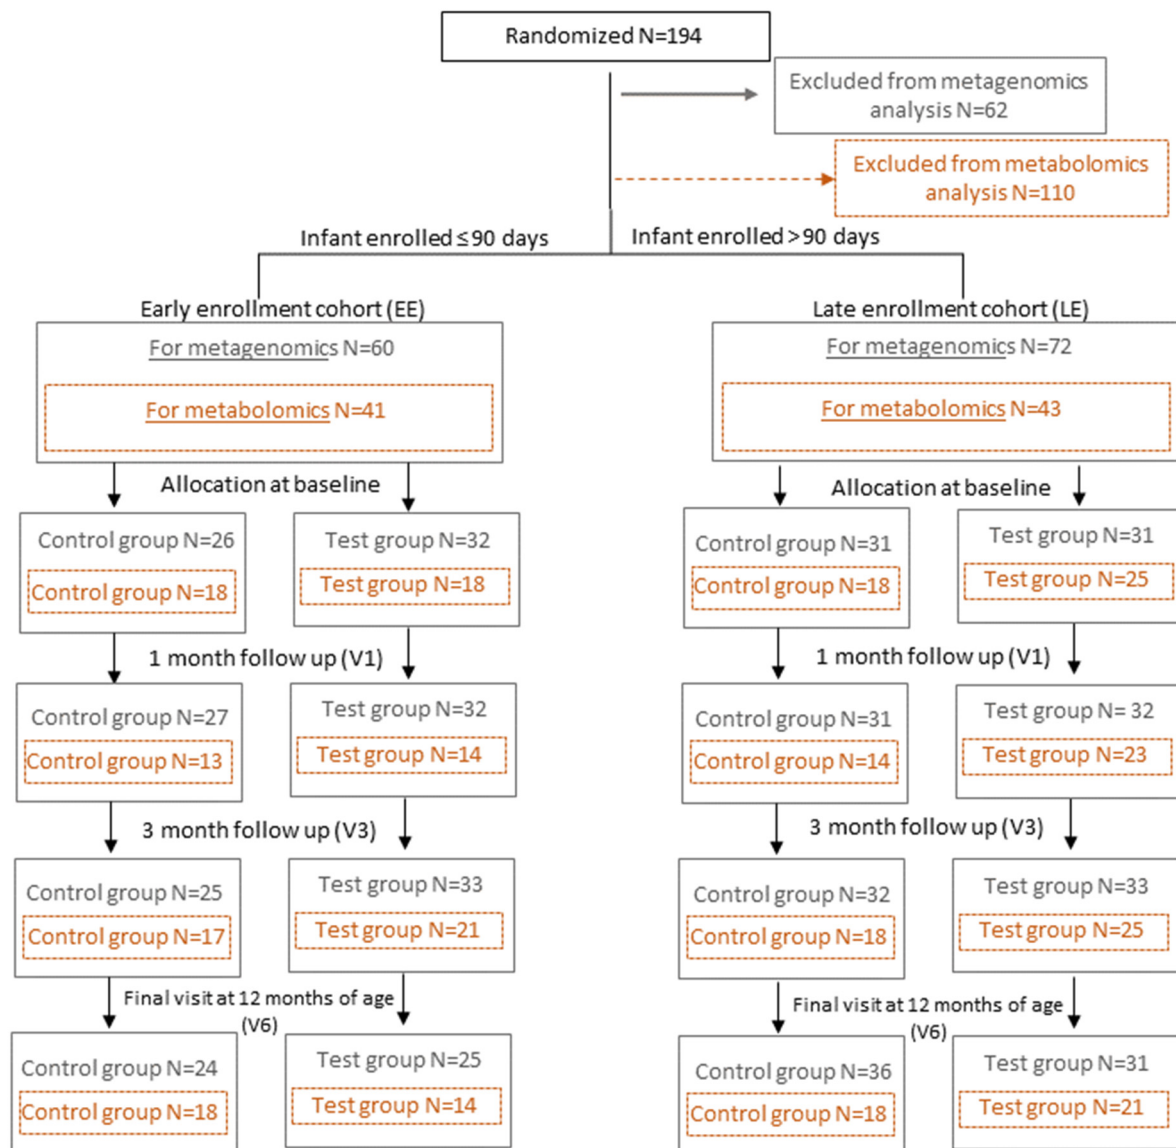 Randomized N=194
Excluded from metagenomics
analysis N=62
Excluded from metabolomics
analysis N=110
Infant enrolled ≤90 days
Infant enrolled >90 days
Early enrollment cohort (EE)
For metagenomics N=60
For metabolomics N=41
Allocation at baseline
Control group N=26
Control group N=18
Test group N=32
Test group N=18
1 month follow up (V1)
Control group N=27
Control group N=13
Test group N=32
Test group N=14
3 month follow up (V3)
Control group N=25
Control group N=17
Test group N=33
Test group N=21
Final visit at 12 months of age
(V6)
Control group N=24
Control group N=18
Test group N=25
Test group N=14
Late enrollment cohort (LE)
For metagenomics N=72
For metabolomics N=43
Allocation at baseline
Control group N=31
Control group N=18
Test group N=31
Test group N=25
1 month follow up (V1)
Control group N=31
Control group N=14
Test group N= 32
Test group N=23
3 month follow up (V3)
Control group N=32
Control group N=18
Test group N=33
Test group N=25
Final visit at 12 months of age
(V6)
Control group N=36
Control group N=18
Test group N=31
Test group N=21